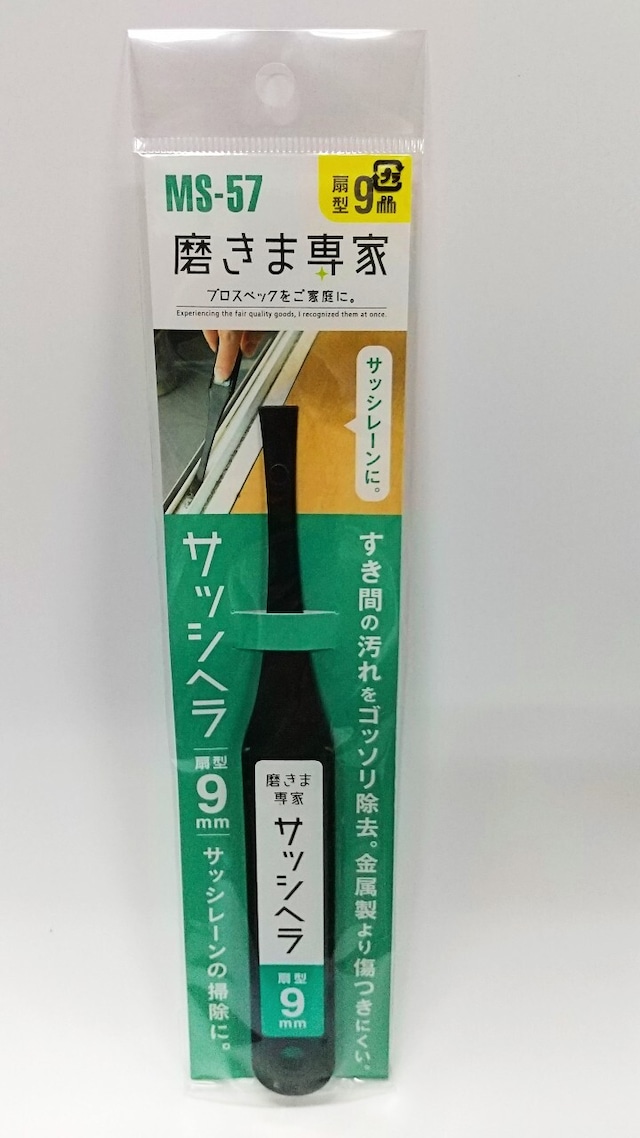 MS-57
扇型 9mm
プラ
磨きま専家
プロスペックをご家庭に。
Experiencing the fair quality goods, I recognized them at once.
サッシレーンに。
すき間の汚れをゴッソリ除去。金属製より傷つきにくい。
サッシヘラ
扇型
9
mm
サッシレーンの掃除に。
磨きま
専家
サッシヘラ
扇型
9
mm